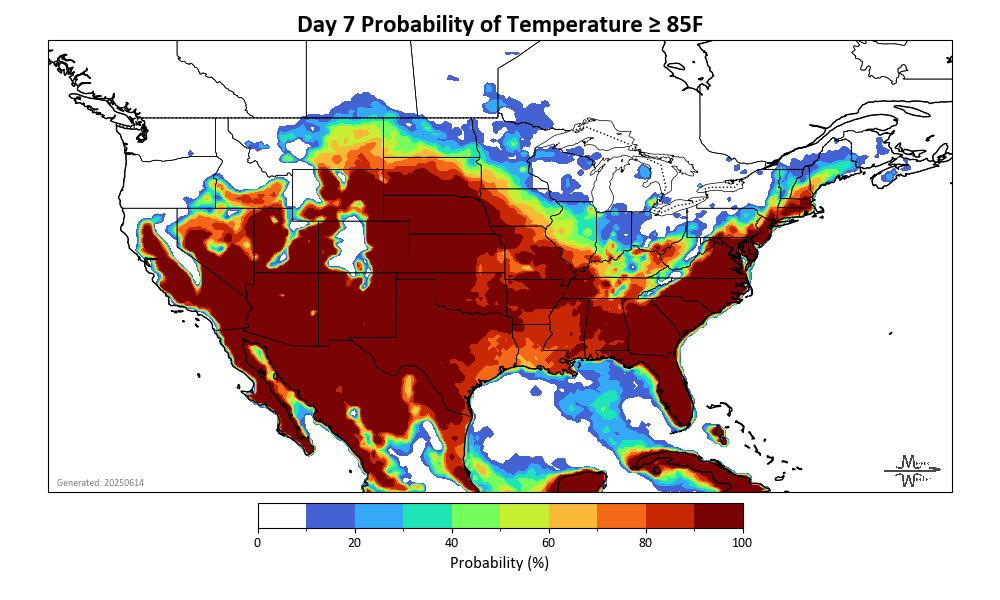 Day 7 Probability of Temperature ≥ 85F
Generated: 20250614
0 20 40 60 80 100
Probability (%)